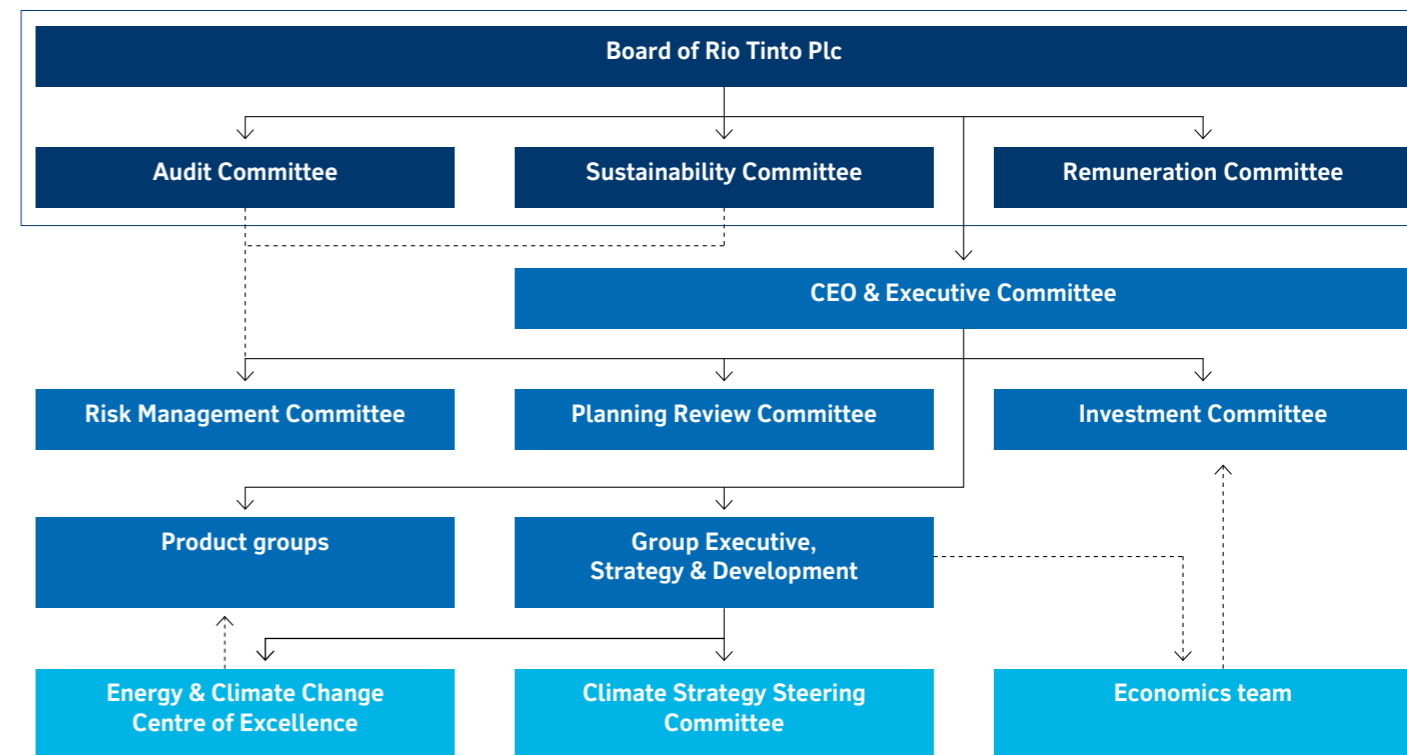 Board of Rio Tinto Plc
Audit Committee
Sustainability Committee
Remuneration Committee
CEO & Executive Committee
Risk Management Committee
Planning Review Committee
Investment Committee
Product groups
Group Executive,
Strategy & Development
Energy & Climate Change
Centre of Excellence
Climate Strategy Steering
Committee
Economics team